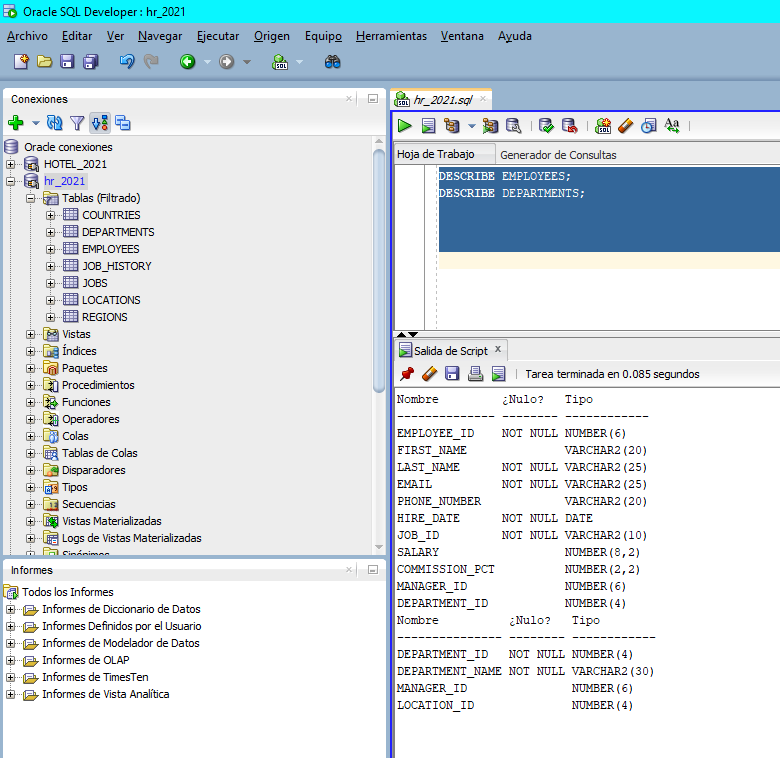 Oracle SQL Developer : hr_2021
Archivo Editar Ver Navegar Ejecutar Origen Equipo Herramientas Ventana Ayuda
Conexiones
Oracle conexiones
HOTEL_2021
hr_2021
Tablas (Filtrado)
COUNTRIES
DEPARTMENTS
EMPLOYEES
JOB_HISTORY
JOBS
LOCATIONS
REGIONS
Vistas
Índices
Paquetes
Procedimientos
Funciones
Operadores
Colas
Tablas de Colas
Disparadores
Tipos
Secuencias
Vistas Materializadas
Logs de Vistas Materializadas
Sinónimos
Informes
Todos los Informes
Informes de Diccionario de Datos
Informes Definidos por el Usuario
Informes de Modelador de Datos
Informes de OLAP
Informes de TimesTen
Informes de Vista Analítica
hr_2021.sql
Hoja de Trabajo Generador de Consultas
DESCRIBE EMPLOYEES;
DESCRIBE DEPARTMENTS;
Salida de Script x
Tarea terminada en 0.085 segundos
Nombre ¿Nulo? Tipo
-------------- -------- ------------
EMPLOYEE_ID NOT NULL NUMBER(6)
FIRST_NAME VARCHAR2(20)
LAST_NAME NOT NULL VARCHAR2(25)
EMAIL NOT NULL VARCHAR2(25)
PHONE_NUMBER VARCHAR2(20)
HIRE_DATE NOT NULL DATE
JOB_ID NOT NULL VARCHAR2(10)
SALARY NUMBER(8,2)
COMMISSION_PCT NUMBER(2,2)
MANAGER_ID NUMBER(6)
DEPARTMENT_ID NUMBER(4)
Nombre ¿Nulo? Tipo
--------------- -------- ------------
DEPARTMENT_ID NOT NULL NUMBER(4)
DEPARTMENT_NAME NOT NULL VARCHAR2(30)
MANAGER_ID NUMBER(6)
LOCATION_ID NUMBER(4)